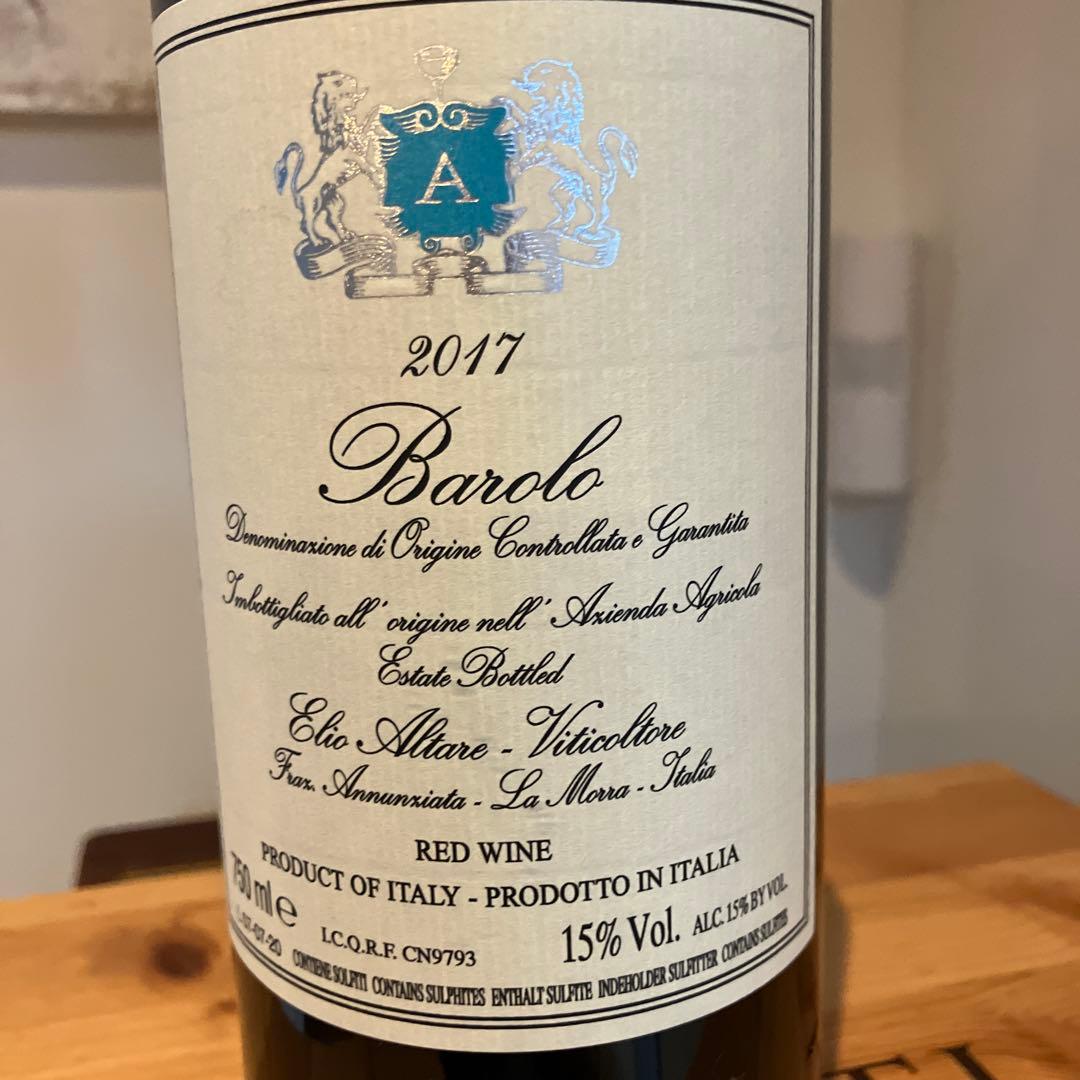 A
2017
Barolo
Denominazione di Origine Controllata e Garantita
Imbottigliato all'origine nell'Azienda Agricola
Estate Bottled
Elio Altare - Viticoltore
Fraz. Annunziata - La Morra - Italia
RED WINE
PRODUCT OF ITALY - PRODOTTO IN ITALIA
750 ml e
15% Vol. ALC. 15% BY VOL.
I.C.Q.R.F. CN9793
CONTIENE SOLFITI CONTAINS SULPHITES ENTHALT SULFITE INDEHOLDER SULFITTER CONTAINS SULFITES